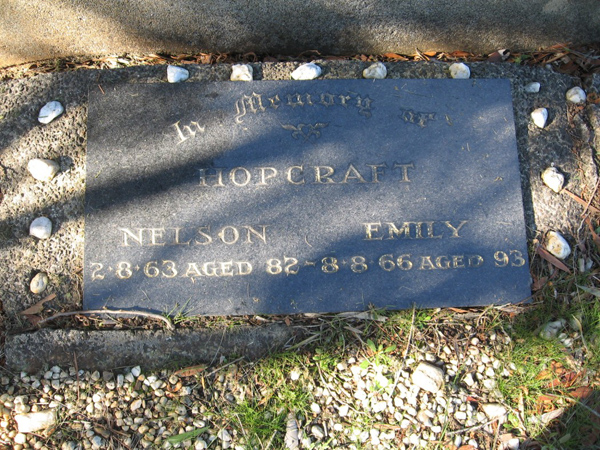 In Memory of
HOPCRAFT
NELSON EMILY
2·8·63 AGED 82 - 8·8·66 AGED 93